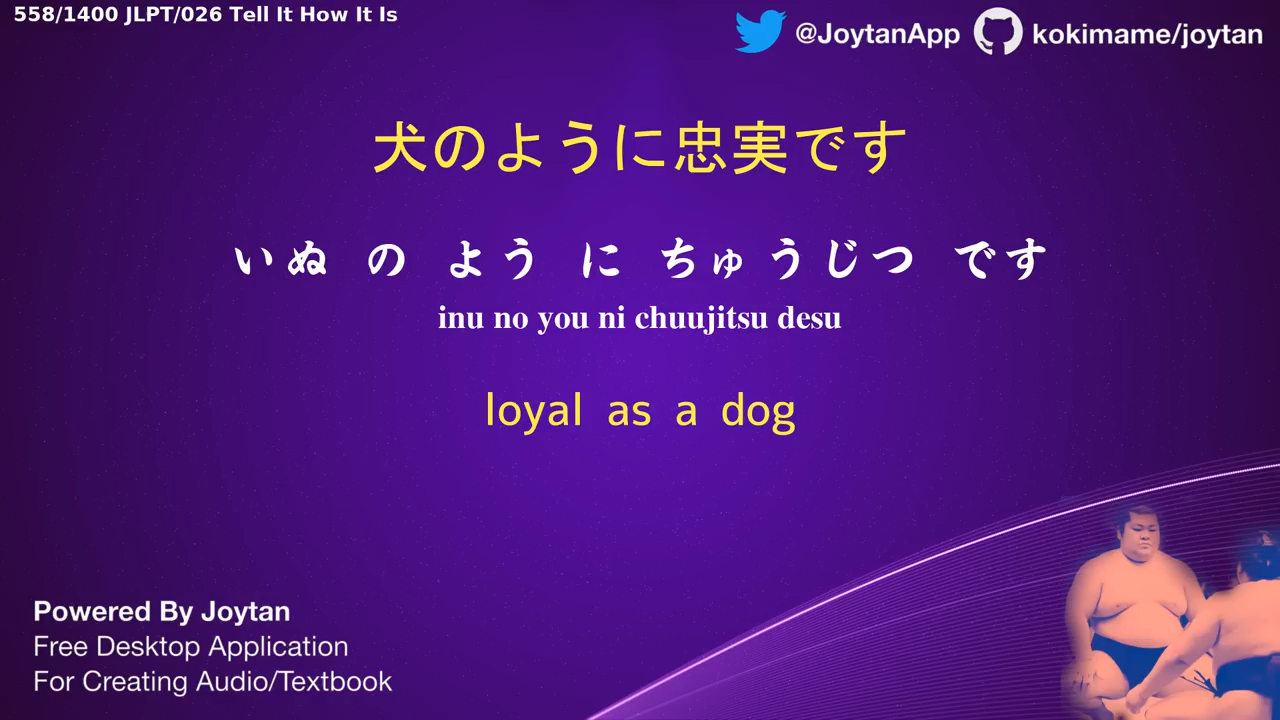 558/1400 JLPT/026 Tell It How It Is
@JoytanApp kokimame/joytan
犬のように忠実です
いぬ の よう に ちゅうじつ です
inu no you ni chuujitsu desu
loyal as a dog
Powered By Joytan
Free Desktop Application
For Creating Audio/Textbook